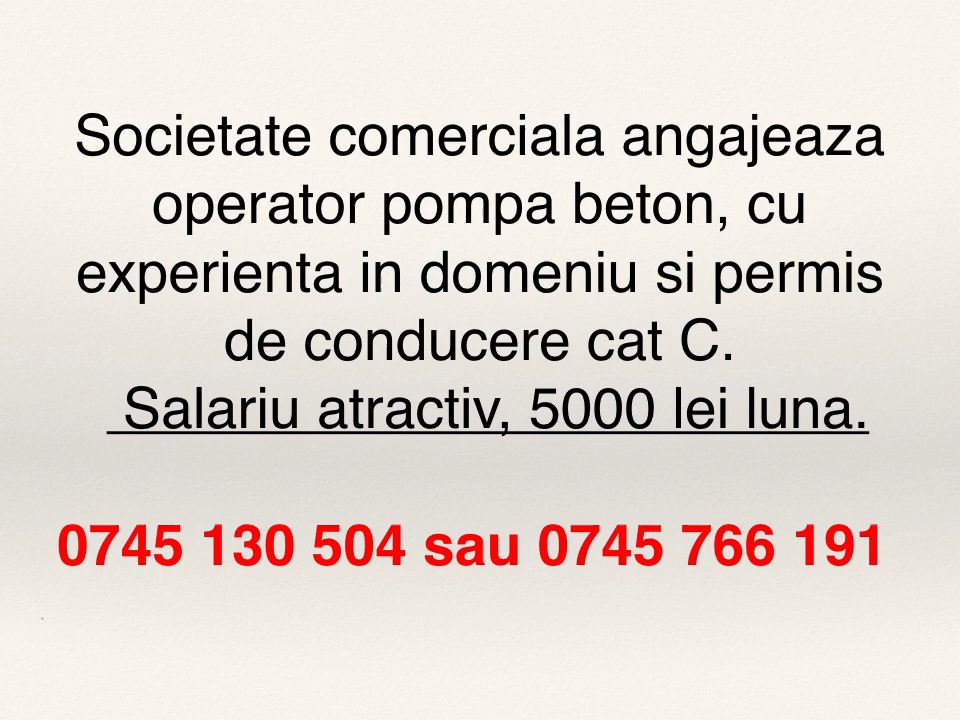 Societate comerciala angajeaza
operator pompa beton, cu
experienta in domeniu si permis
de conducere cat C.
Salariu atractiv, 5000 lei luna.
0745 130 504 sau 0745 766 191